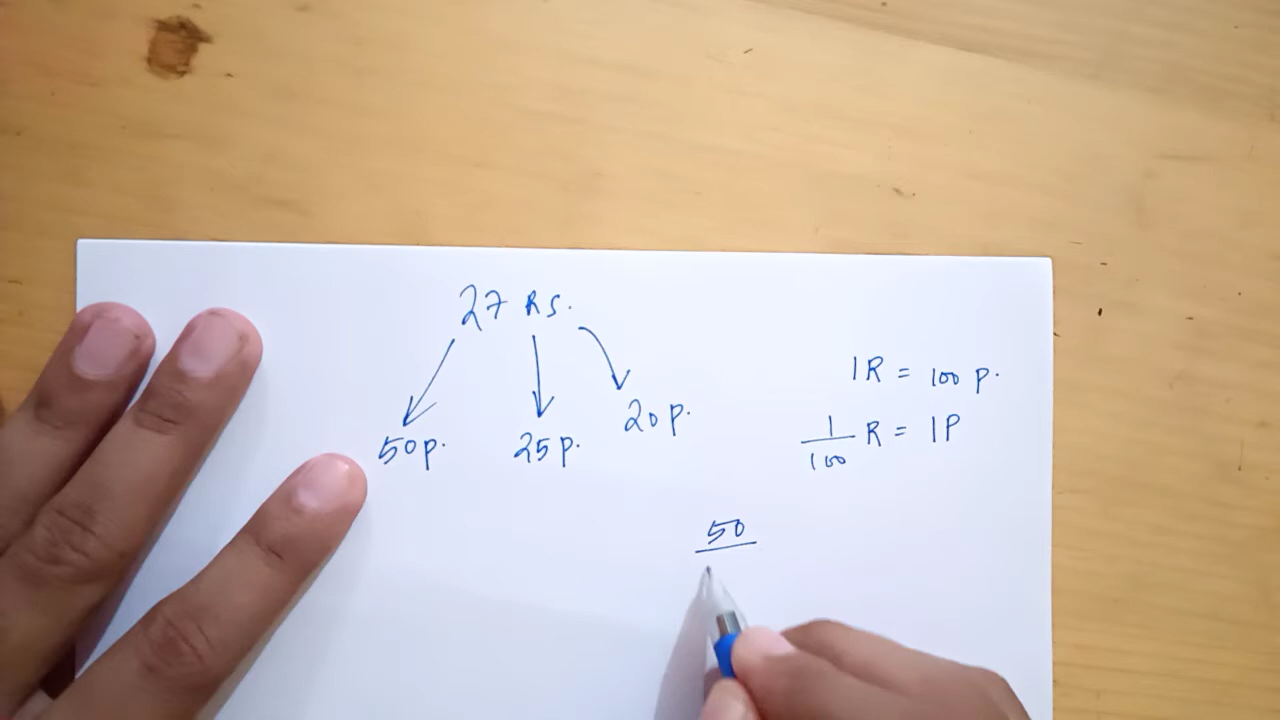 27 RS.
50p. 25p. 20p.
1R = 100 p.
1/100 R = 1P
50